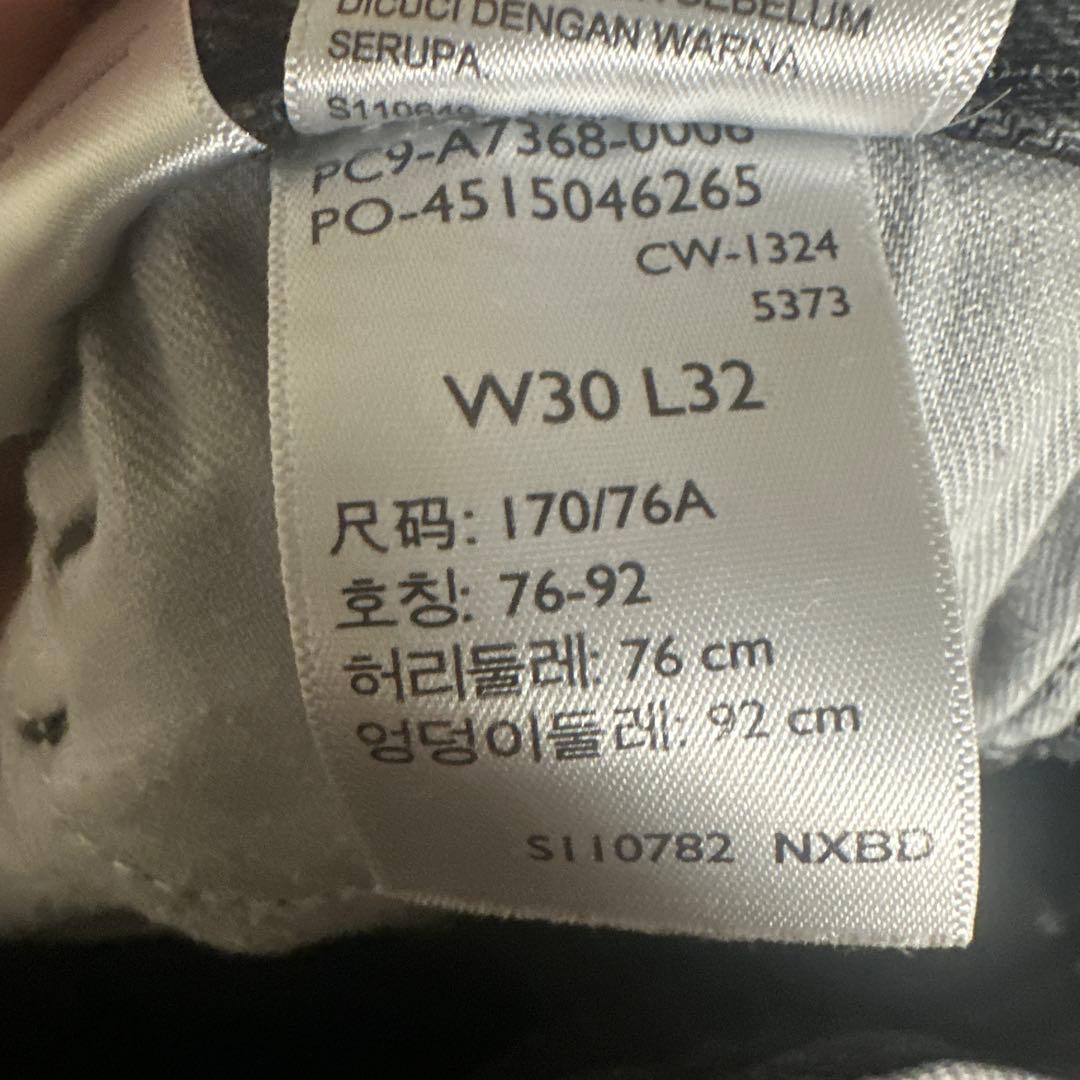 DICUCI DENGAN WARNA
SERUPA
PC9-A7368-0006
PO-4515046265
CW-1324
5373
W30 L32
尺码: 170/76A
호칭: 76-92
허리둘레: 76 cm
엉덩이둘레: 92 cm
S110782 NXBD